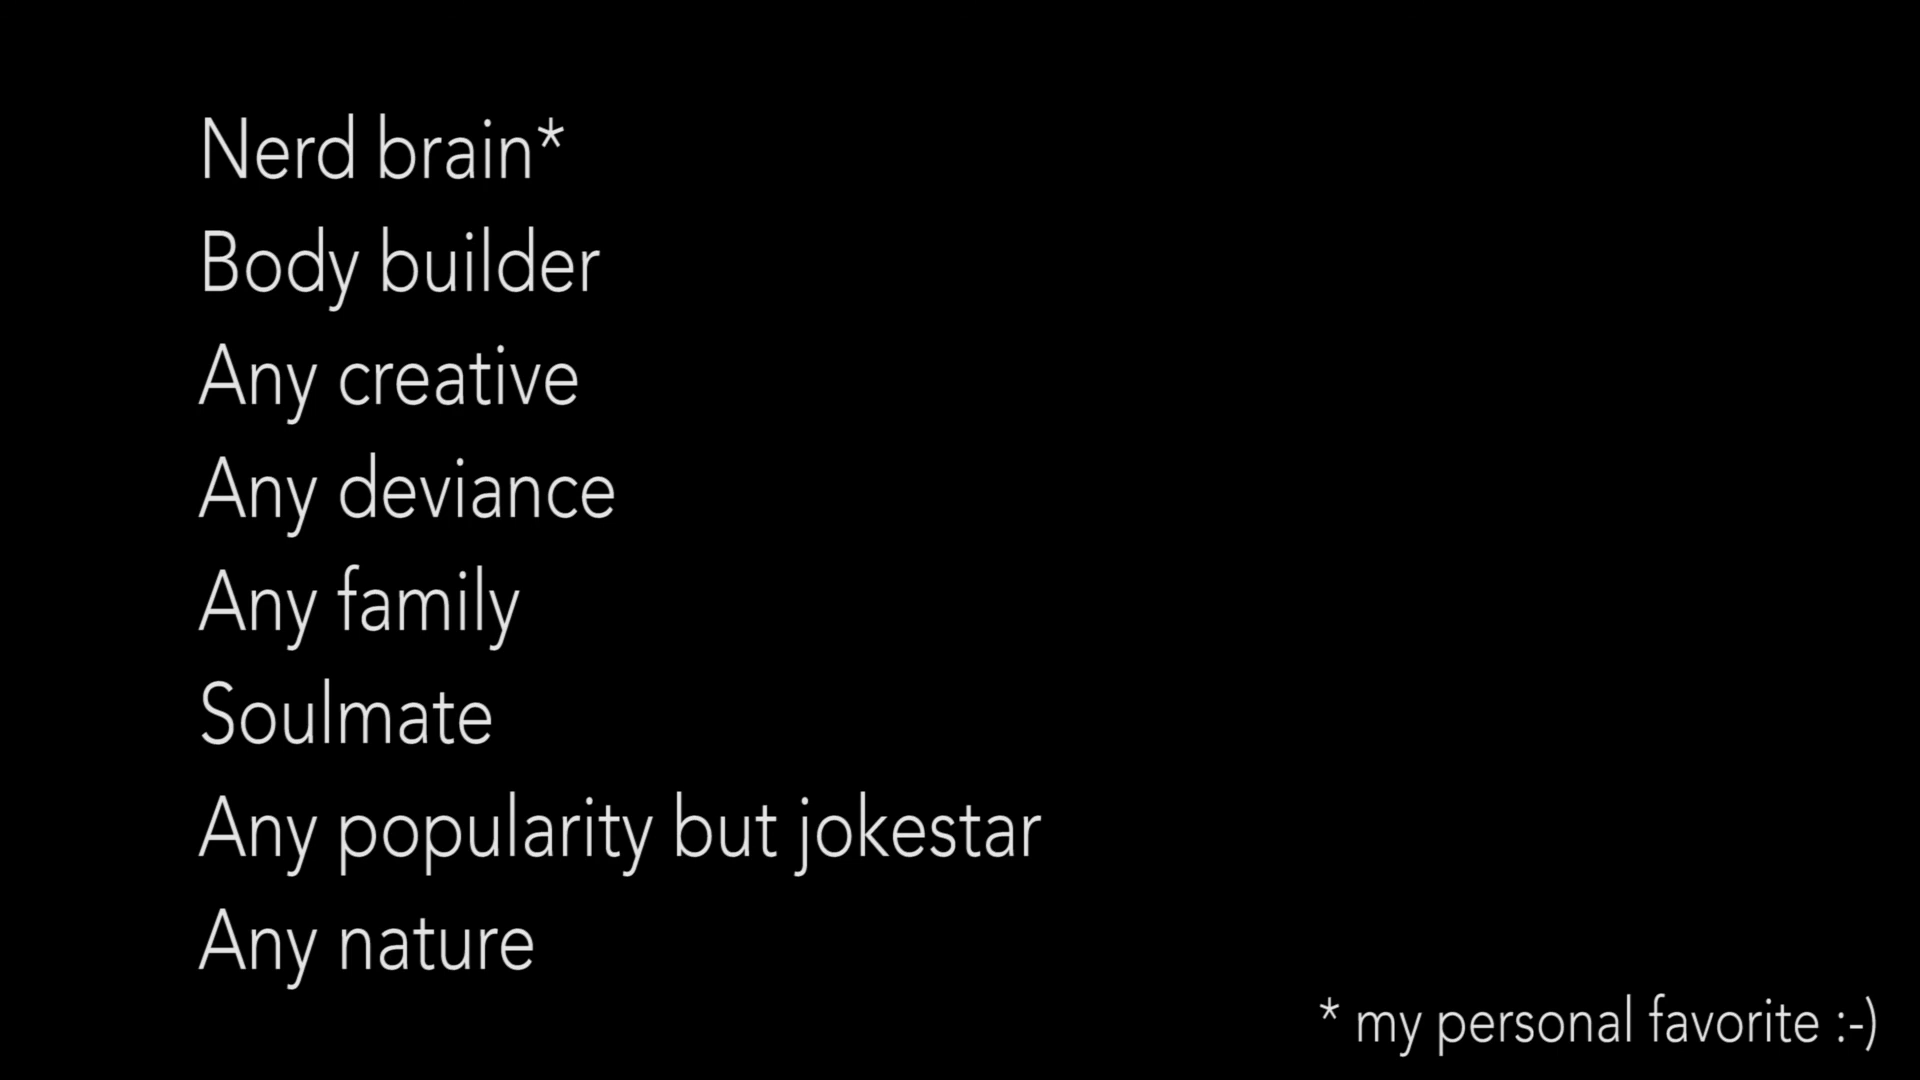 Nerd brain*
Body builder
Any creative
Any deviance
Any family
Soulmate
Any popularity but jokestar
Any nature
* my personal favorite :-)